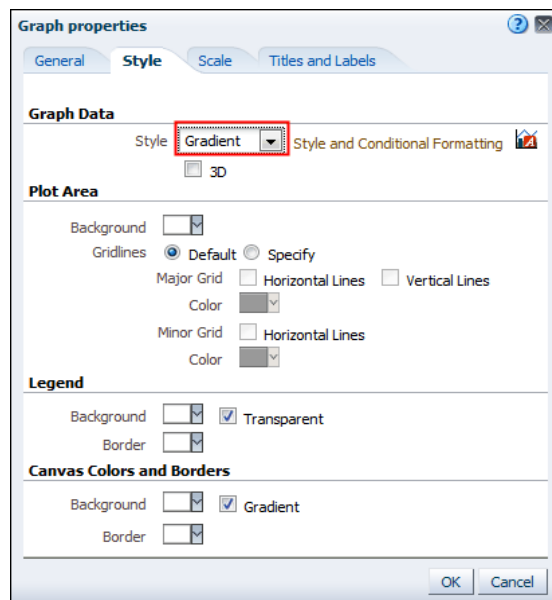 Graph properties
General Style Scale Titles and Labels
Graph Data
Style Gradient Style and Conditional Formatting
3D
Plot Area
Background
Gridlines Default Specify
Major Grid Horizontal Lines Vertical Lines
Color
Minor Grid Horizontal Lines
Color
Legend
Background Transparent
Border
Canvas Colors and Borders
Background Gradient
Border
OK Cancel